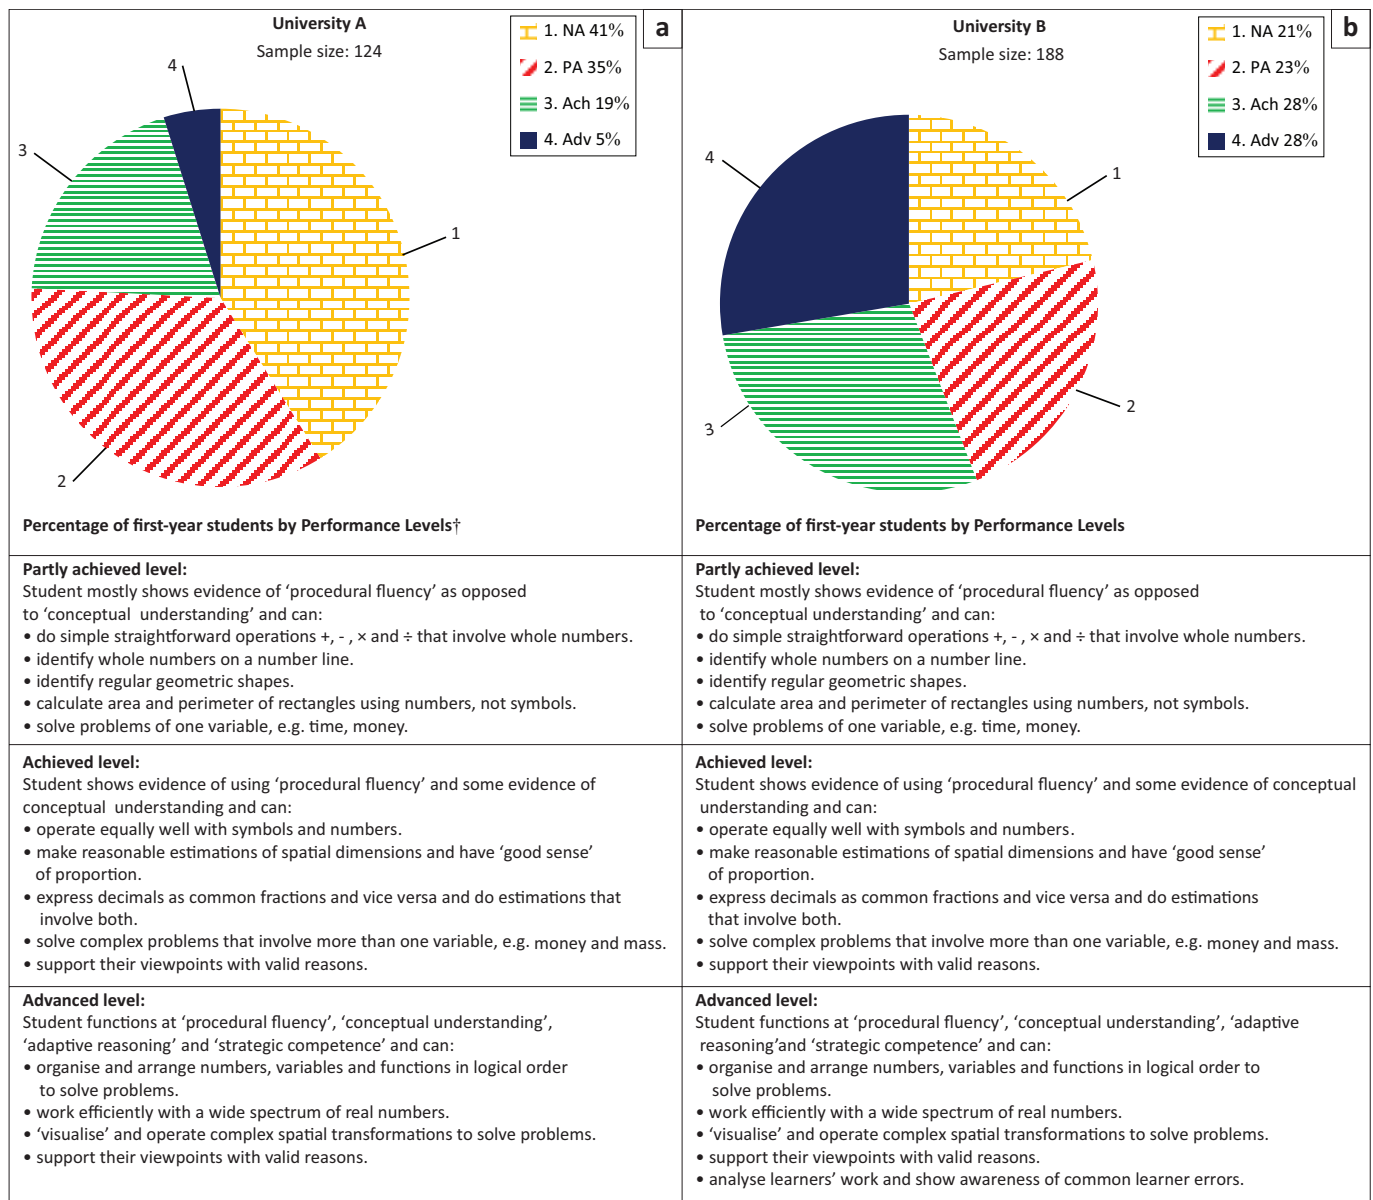 University A
Sample size: 124
1. NA 41%
2. PA 35%
3. Ach 19%
4. Adv 5%
a
4
3
1
2
Percentage of first-year students by Performance Levels†
University B
Sample size: 188
1. NA 21%
2. PA 23%
3. Ach 28%
4. Adv 28%
b
4
1
2
3
Percentage of first-year students by Performance Levels
Partly achieved level:
Student mostly shows evidence of ‘procedural fluency’ as opposed
to ‘conceptual understanding’ and can:
• do simple straightforward operations +, - , × and ÷ that involve whole numbers.
• identify whole numbers on a number line.
• identify regular geometric shapes.
• calculate area and perimeter of rectangles using numbers, not symbols.
• solve problems of one variable, e.g. time, money.
Partly achieved level:
Student mostly shows evidence of ‘procedural fluency’ as opposed
to ‘conceptual understanding’ and can:
• do simple straightforward operations +, - , × and ÷ that involve whole numbers.
• identify whole numbers on a number line.
• identify regular geometric shapes.
• calculate area and perimeter of rectangles using numbers, not symbols.
• solve problems of one variable, e.g. time, money.
Achieved level:
Student shows evidence of using ‘procedural fluency’ and some evidence of
conceptual understanding and can:
• operate equally well with symbols and numbers.
• make reasonable estimations of spatial dimensions and have ‘good sense’
of proportion.
• express decimals as common fractions and vice versa and do estimations that
involve both.
• solve complex problems that involve more than one variable, e.g. money and mass.
• support their viewpoints with valid reasons.
Achieved level:
Student shows evidence of using ‘procedural fluency’ and some evidence of conceptual
understanding and can:
• operate equally well with symbols and numbers.
• make reasonable estimations of spatial dimensions and have ‘good sense’
of proportion.
• express decimals as common fractions and vice versa and do estimations
that involve both.
• solve complex problems that involve more than one variable, e.g. money and mass.
• support their viewpoints with valid reasons.
Advanced level:
Student functions at ‘procedural fluency’, ‘conceptual understanding’,
‘adaptive reasoning’ and ‘strategic competence’ and can:
• organise and arrange numbers, variables and functions in logical order
to solve problems.
• work efficiently with a wide spectrum of real numbers.
• ‘visualise’ and operate complex spatial transformations to solve problems.
• support their viewpoints with valid reasons.
Advanced level:
Student functions at ‘procedural fluency’, ‘conceptual understanding’, ‘adaptive
reasoning’and ‘strategic competence’ and can:
• organise and arrange numbers, variables and functions in logical order to
solve problems.
• work efficiently with a wide spectrum of real numbers.
• ‘visualise’ and operate complex spatial transformations to solve problems.
• support their viewpoints with valid reasons.
• analyse learners’ work and show awareness of common learner errors.